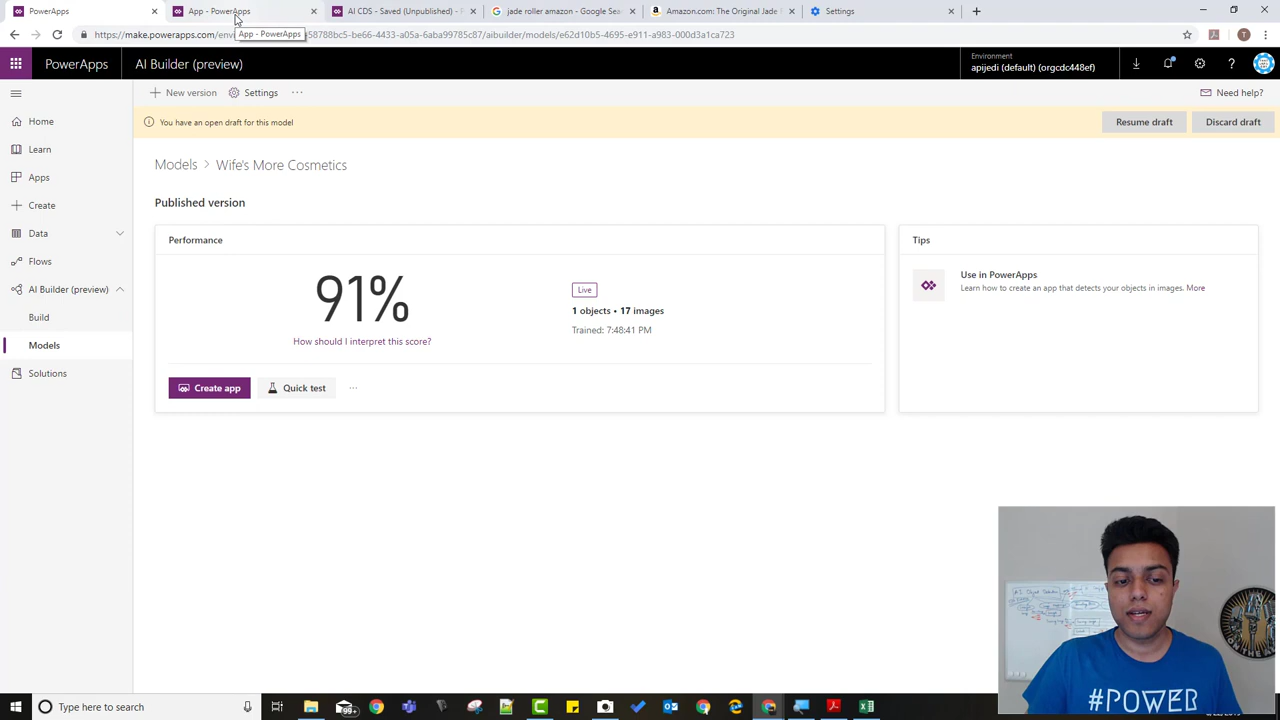 PowerApps
App - PowerApps
AI CDS - Saved (Unpublished) - P
jade roller amazon - Google Sea
Amazon.com: The Original Jade
Settings
https://make.powerapps.com/
58788bc5-be66-4433-a05a-6aba99785c87/aibuilder/models/e62d10b5-4695-e911-a983-000d3a1ca723
App - PowerApps
PowerApps
AI Builder (preview)
Environment
apijedi (default) (orgcdc448ef)
New version
Settings
Need help?
You have an open draft for this model
Resume draft
Discard draft
Home
Learn
Apps
Create
Data
Flows
AI Builder (preview)
Build
Models
Solutions
Models > Wife's More Cosmetics
Published version
Performance
91%
How should I interpret this score?
Live
1 objects • 17 images
Trained: 7:48:41 PM
Create app
Quick test
Tips
Use in PowerApps
Learn how to create an app that detects your objects in images. More
#POWER
Type here to search
99+